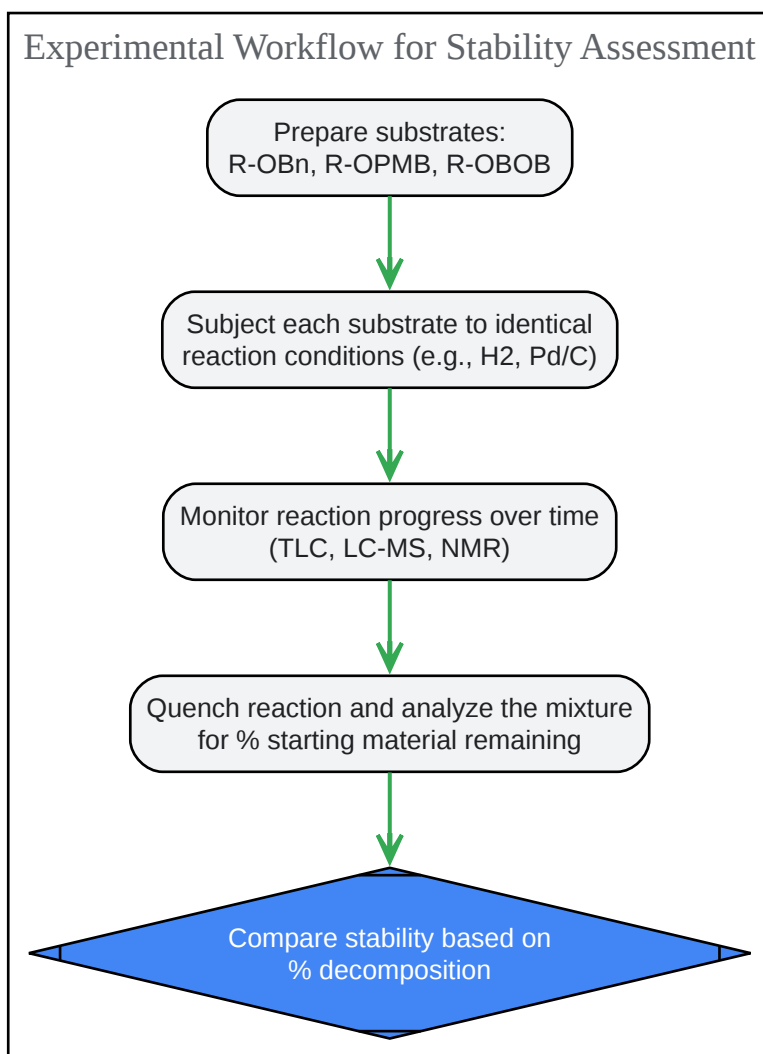 Experimental Workflow for Stability Assessment
Prepare substrates:
R-OBn, R-OPMB, R-OBOB
Subject each substrate to identical
reaction conditions (e.g., H2, Pd/C)
Monitor reaction progress over time
(TLC, LC-MS, NMR)
Quench reaction and analyze the mixture
for % starting material remaining
Compare stability based on
% decomposition